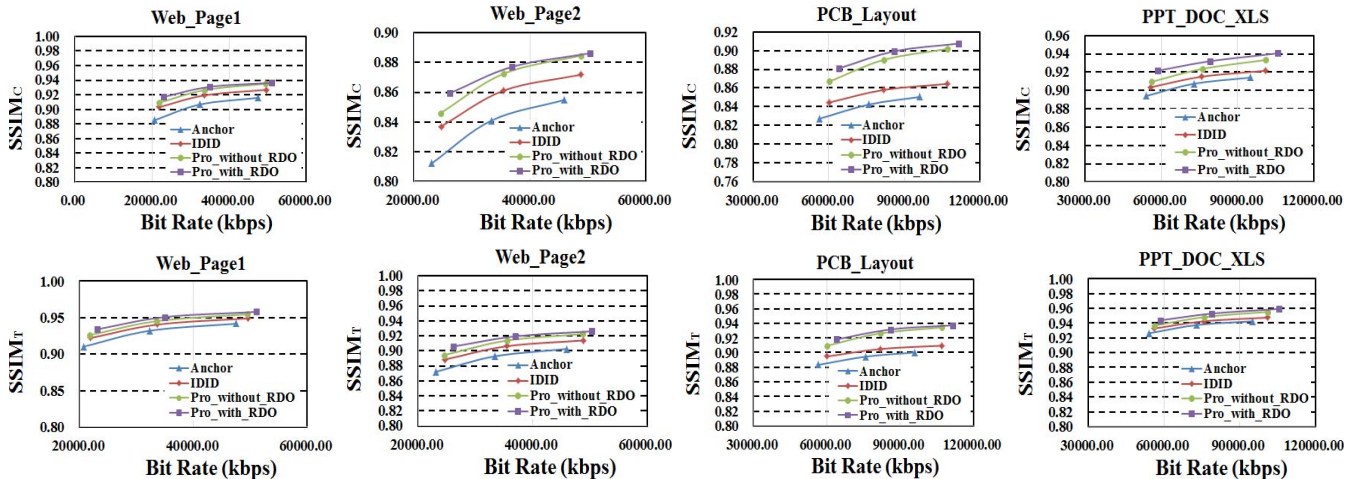 Web_Page1
SSIMC
1.00
0.98
0.96
0.94
0.92
0.90
0.88
0.86
0.84
0.82
0.80
Anchor
IDID
Pro_without_RDO
Pro_with_RDO
0.00 20000.00 40000.00 60000.00
Bit Rate (kbps)
Web_Page2
SSIMC
0.90
0.88
0.86
0.84
0.82
0.80
Anchor
IDID
Pro_without_RDO
Pro_with_RDO
20000.00 40000.00 60000.00
Bit Rate (kbps)
PCB_Layout
SSIMC
0.92
0.90
0.88
0.86
0.84
0.82
0.80
0.78
0.76
Anchor
IDID
Pro_without_RDO
Pro_with_RDO
30000.00 60000.00 90000.00 120000.00
Bit Rate (kbps)
PPT_DOC_XLS
SSIMC
0.96
0.94
0.92
0.90
0.88
0.86
0.84
0.82
0.80
Anchor
IDID
Pro_without_RDO
Pro_with_RDO
30000.00 60000.00 90000.00 120000.00
Bit Rate (kbps)
Web_Page1
SSIMT
1.00
0.95
0.90
0.85
0.80
Anchor
IDID
Pro_without_RDO
Pro_with_RDO
20000.00 40000.00 60000.00
Bit Rate (kbps)
Web_Page2
SSIMT
1.00
0.98
0.96
0.94
0.92
0.90
0.88
0.86
0.84
0.82
0.80
Anchor
IDID
Pro_without_RDO
Pro_with_RDO
20000.00 40000.00 60000.00
Bit Rate (kbps)
PCB_Layout
SSIMT
1.00
0.98
0.96
0.94
0.92
0.90
0.88
0.86
0.84
0.82
0.80
Anchor
IDID
Pro_without_RDO
Pro_with_RDO
30000.00 60000.00 90000.00 120000.00
Bit Rate (kbps)
PPT_DOC_XLS
SSIMT
1.00
0.98
0.96
0.94
0.92
0.90
0.88
0.86
0.84
0.82
0.80
Anchor
IDID
Pro_without_RDO
Pro_with_RDO
30000.00 60000.00 90000.00 120000.00
Bit Rate (kbps)